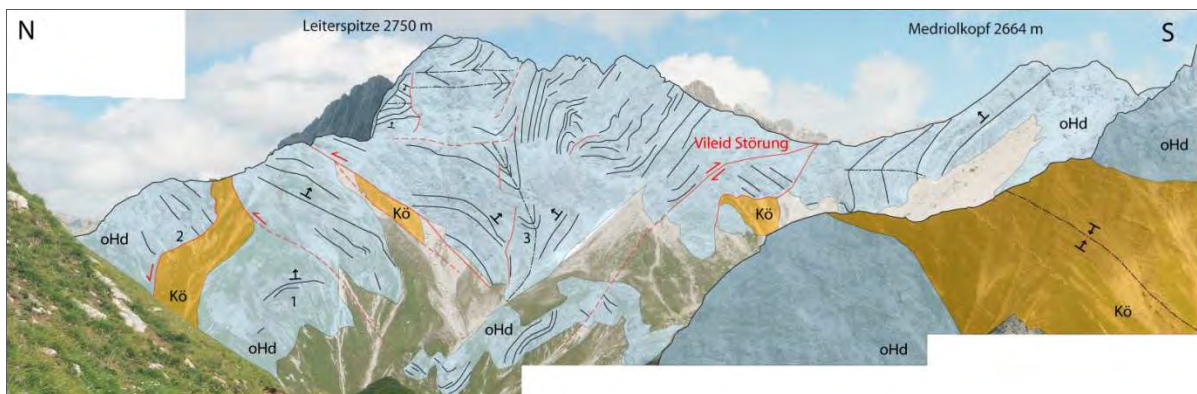 N
Leiterspitze 2750 m
Medriolkopf 2664 m
S
oHd
2
Kö
1
oHd
Kö
3
oHd
Vileid Störung
Kö
oHd
oHd
oHd
Kö